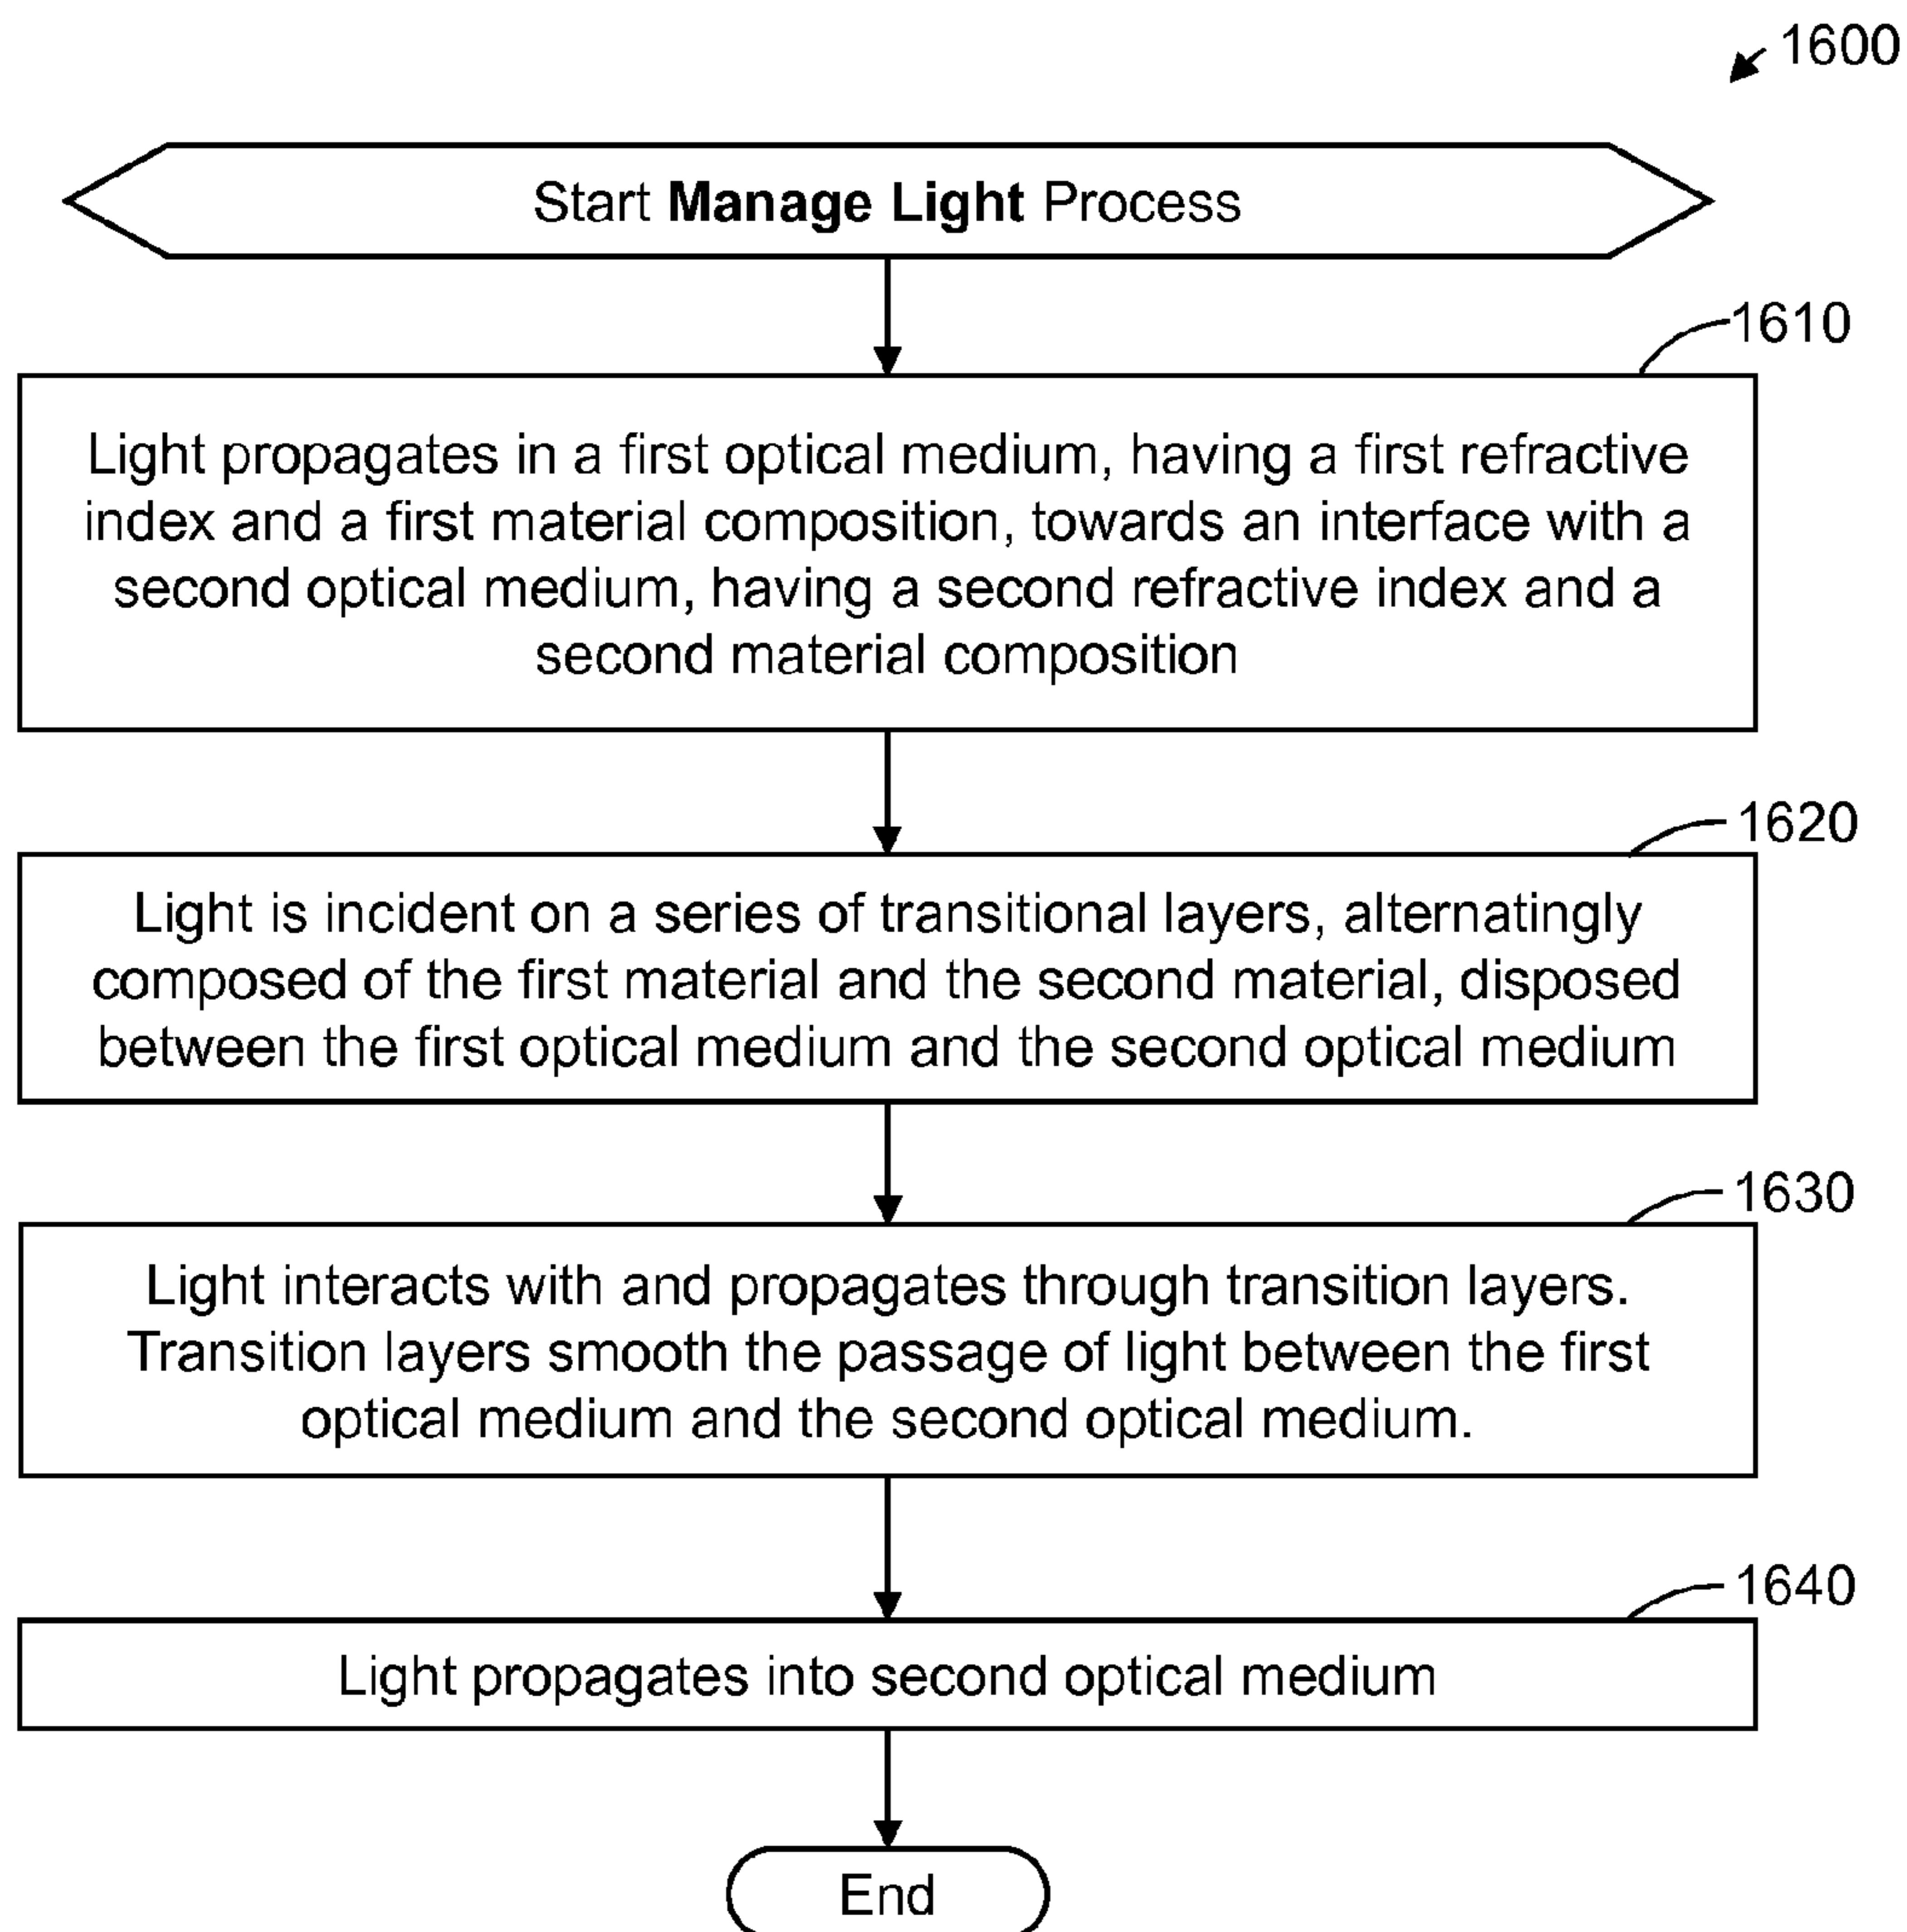 1600
Start Manage Light Process
1610
Light propagates in a first optical medium, having a first refractive
index and a first material composition, towards an interface with a
second optical medium, having a second refractive index and a
second material composition
1620
Light is incident on a series of transitional layers, alternatingly
composed of the first material and the second material, disposed
between the first optical medium and the second optical medium
1630
Light interacts with and propagates through transition layers.
Transition layers smooth the passage of light between the first
optical medium and the second optical medium.
1640
Light propagates into second optical medium
End